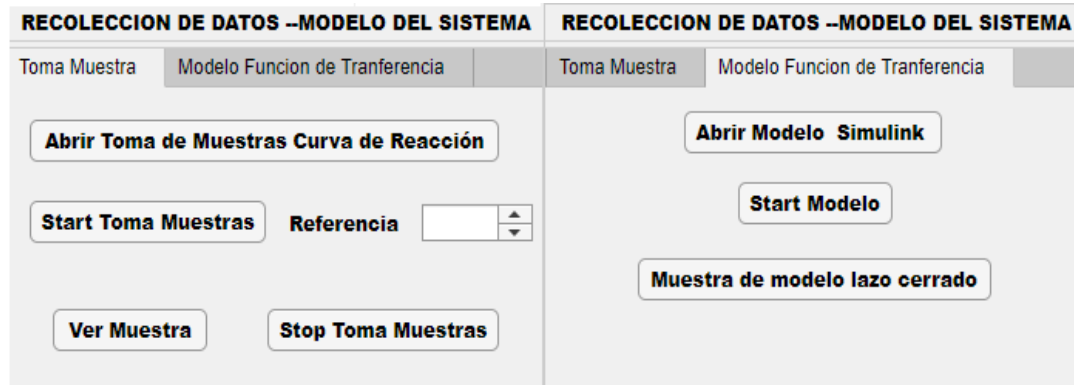 RECOLECCION DE DATOS --MODELO DEL SISTEMA
Toma Muestra
Modelo Funcion de Tranferencia
Abrir Toma de Muestras Curva de Reacción
Start Toma Muestras
Referencia
Ver Muestra
Stop Toma Muestras
RECOLECCION DE DATOS --MODELO DEL SISTEMA
Toma Muestra
Modelo Funcion de Tranferencia
Abrir Modelo Simulink
Start Modelo
Muestra de modelo lazo cerrado